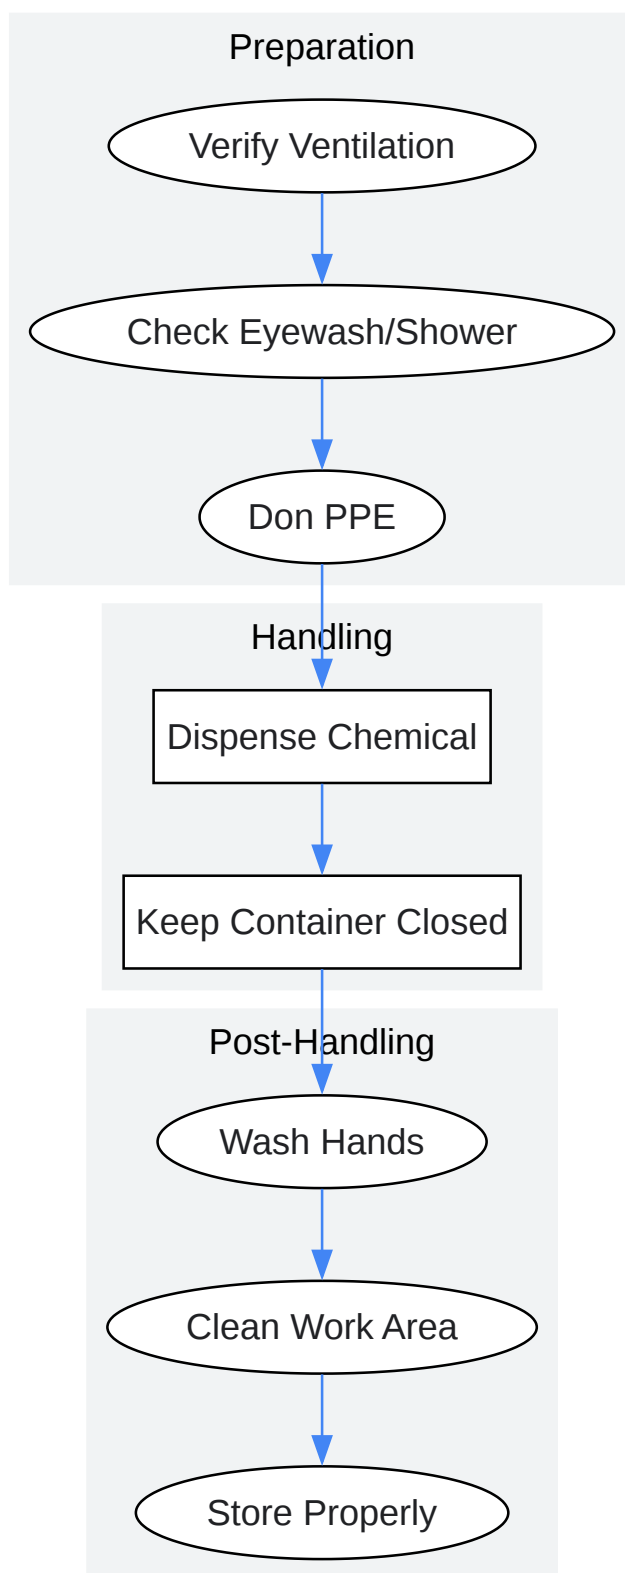 Preparation
Verify Ventilation
Check Eyewash/Shower
Don PPE
Handling
Dispense Chemical
Keep Container Closed
Post-Handling
Wash Hands
Clean Work Area
Store Properly